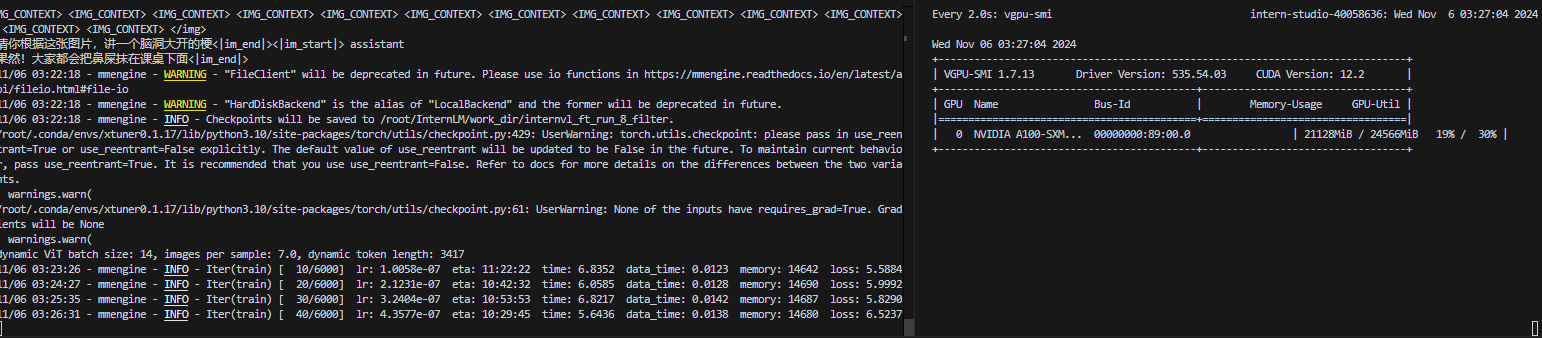 MG_CONTEXT> <IMG_CONTEXT> <IMG_CONTEXT> <IMG_CONTEXT> <IMG_CONTEXT> <IMG_CONTEXT> <IMG_CONTEXT> <IMG_CONTEXT> <IMG_CONTEXT> <IMG_CONTEXT> <IMG_CONTEXT>
<IMG_CONTEXT> <IMG_CONTEXT> </img>
请你根据这张图片，讲一个脑洞大开的梗<|im_end|><|im_start|> assistant
果然！大家都会把鼻屎抹在课桌下面<|im_end|>
11/06 03:22:18 - mmengine - WARNING - "FileClient" will be deprecated in future. Please use io functions in https://mmengine.readthedocs.io/en/latest/a
pi/fileio.html#file-io
11/06 03:22:18 - mmengine - WARNING - "HardDiskBackend" is the alias of "LocalBackend" and the former will be deprecated in future.
11/06 03:22:18 - mmengine - INFO - Checkpoints will be saved to /root/InternLM/work_dir/internvl_ft_run_8_filter.
/root/.conda/envs/xtuner0.1.17/lib/python3.10/site-packages/torch/utils/checkpoint.py:429: UserWarning: torch.utils.checkpoint: please pass in use_reen
trant=True or use_reentrant=False explicitly. The default value of use_reentrant will be updated to be False in the future. To maintain current behavio
r, pass use_reentrant=True. It is recommended that you use use_reentrant=False. Refer to docs for more details on the differences between the two varia
nts.
warnings.warn(
/root/.conda/envs/xtuner0.1.17/lib/python3.10/site-packages/torch/utils/checkpoint.py:61: UserWarning: None of the inputs have requires_grad=True. Grad
ients will be None
warnings.warn(
dynamic ViT batch size: 14, images per sample: 7.0, dynamic token length: 3417
11/06 03:23:26 - mmengine - INFO - Iter(train) [ 10/6000] lr: 1.0058e-07 eta: 11:22:22 time: 6.8352 data_time: 0.0123 memory: 14642 loss: 5.5884
11/06 03:24:27 - mmengine - INFO - Iter(train) [ 20/6000] lr: 2.1231e-07 eta: 10:42:32 time: 6.0585 data_time: 0.0128 memory: 14690 loss: 5.9992
11/06 03:25:35 - mmengine - INFO - Iter(train) [ 30/6000] lr: 3.2404e-07 eta: 10:53:53 time: 6.8217 data_time: 0.0142 memory: 14687 loss: 5.8290
11/06 03:26:31 - mmengine - INFO - Iter(train) [ 40/6000] lr: 4.3577e-07 eta: 10:29:45 time: 5.6436 data_time: 0.0138 memory: 14680 loss: 6.5237
Every 2.0s: vgpu-smi intern-studio-40058636: Wed Nov 6 03:27:04 2024
Wed Nov 06 03:27:04 2024
+------------------------------------------------------------------------------+
| VGPU-SMI 1.7.13 Driver Version: 535.54.03 CUDA Version: 12.2 |
+-------------------------------------------+----------------------------------+
| GPU Name Bus-Id | Memory-Usage GPU-Util |
|===========================================+==================================|
| 0 NVIDIA A100-SXM... 00000000:89:00.0 | 21128MiB / 24566MiB 19% / 30% |
+-------------------------------------------+----------------------------------+